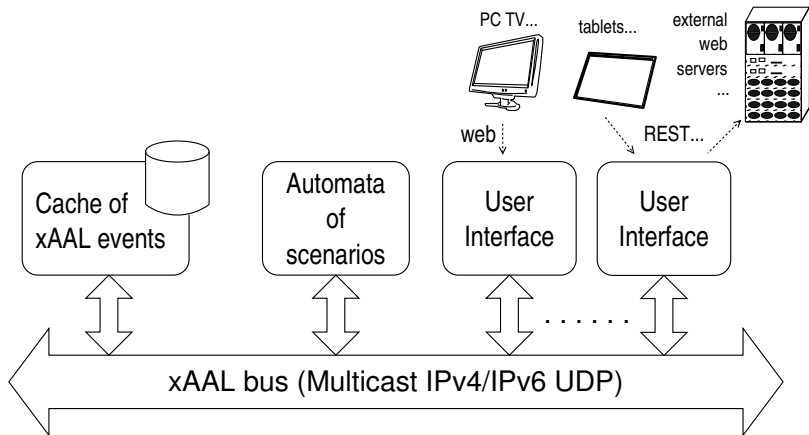 PC TV...
tablets...
external
web
servers
...
web
REST...
Cache of
xAAL events
Automata
of
scenarios
User
Interface
User
Interface
. . . . . .
xAAL bus (Multicast IPv4/IPv6 UDP)